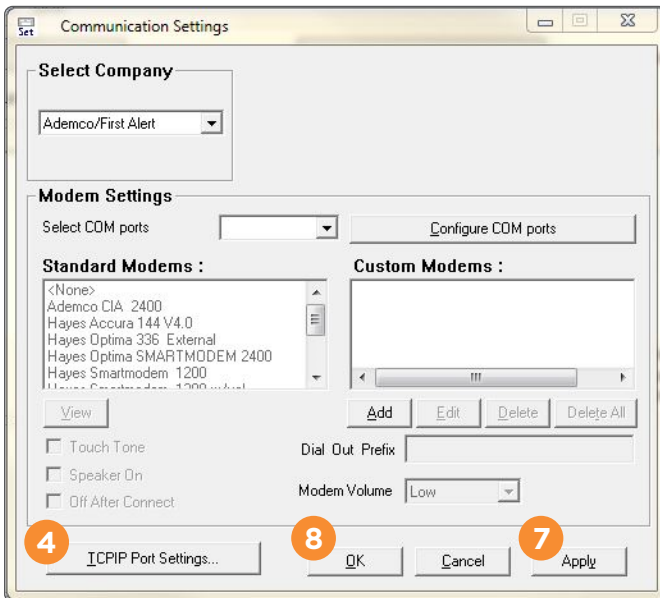 Set Communication Settings
Select Company
Ademco/First Alert
Modem Settings
Select COM ports
Configure COM ports
Standard Modems :
Custom Modems :
<None>
Ademco CIA 2400
Hayes Accura 144 V4.0
Hayes Optima 336 External
Hayes Optima SMARTMODEM 2400
Hayes Smartmodem 1200
View
Add Edit Delete Delete All
Touch Tone
Speaker On
Off After Connect
Dial Out Prefix
Modem Volume Low
4 TCPIP Port Settings...
8 OK
Cancel
7 Apply